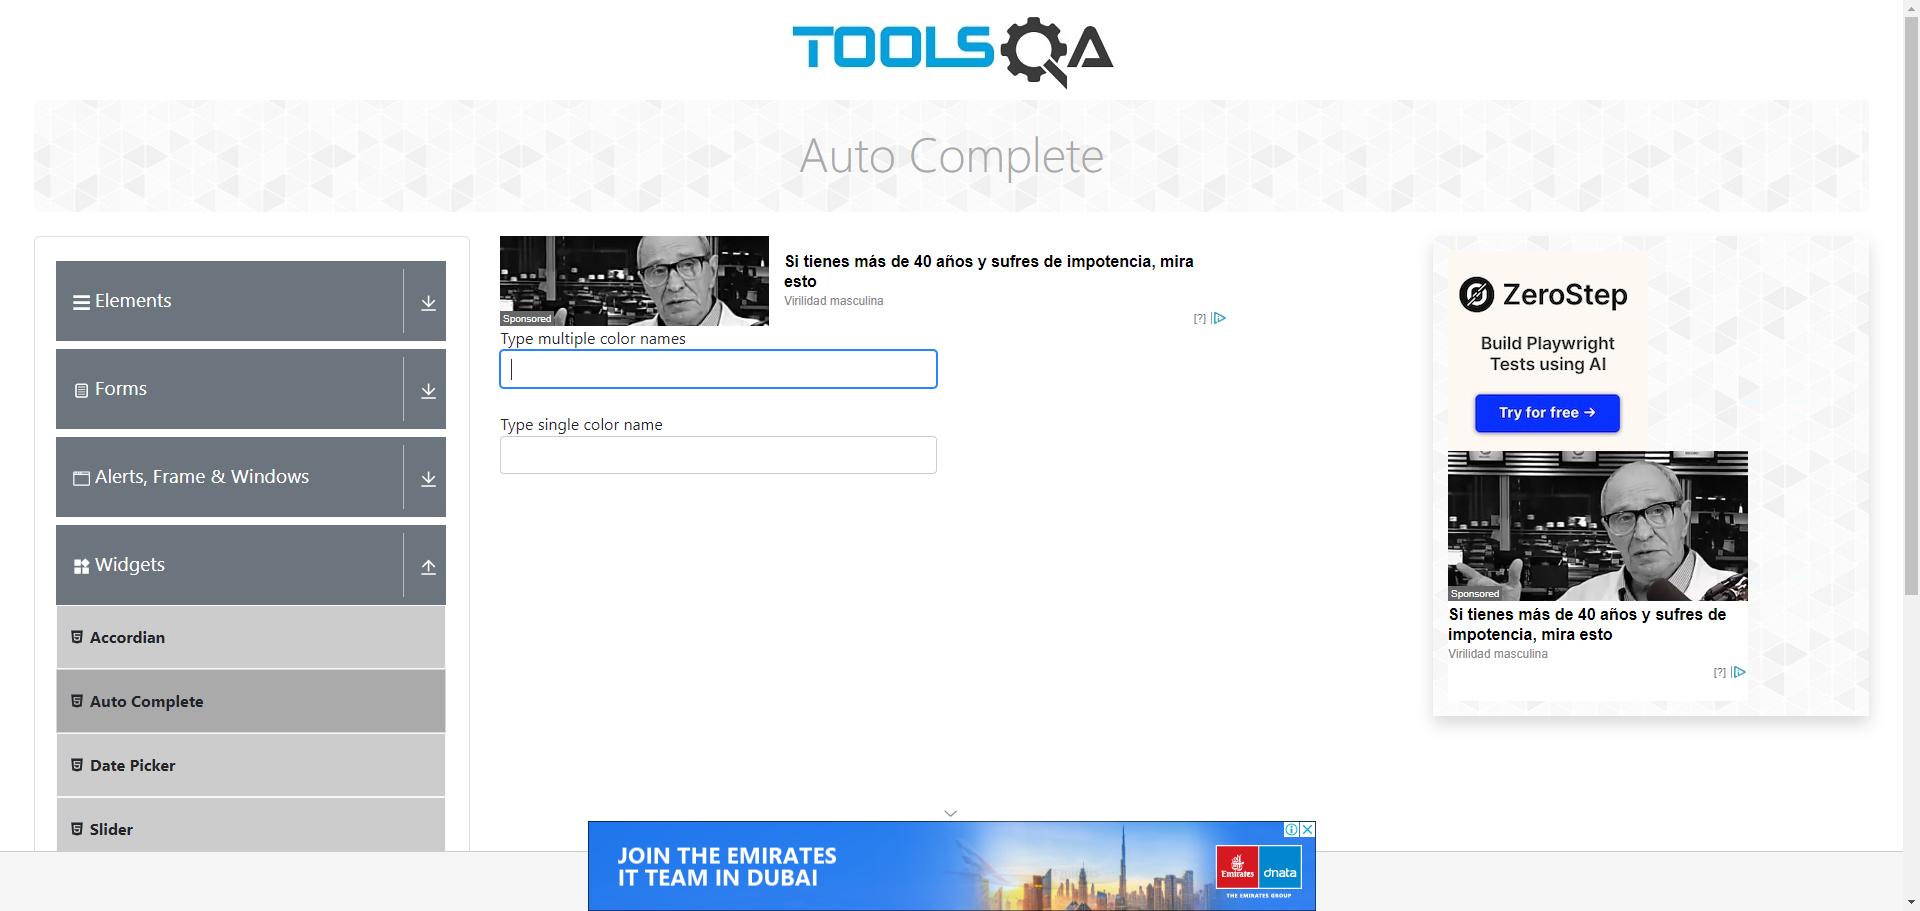 TOOLSQA
Auto Complete
Elements
Forms
Alerts, Frame & Windows
Widgets
Accordian
Auto Complete
Date Picker
Slider
Sponsored
Si tienes más de 40 años y sufres de impotencia, mira
esto
Virilidad masculina
[?]
Type multiple color names
Type single color name
ZeroStep
Build Playwright
Tests using AI
Try for free →
Sponsored
Si tienes más de 40 años y sufres de
impotencia, mira esto
Virilidad masculina
[?]
JOIN THE EMIRATES
IT TEAM IN DUBAI
Emirates
dnata
THE EMIRATES GROUP